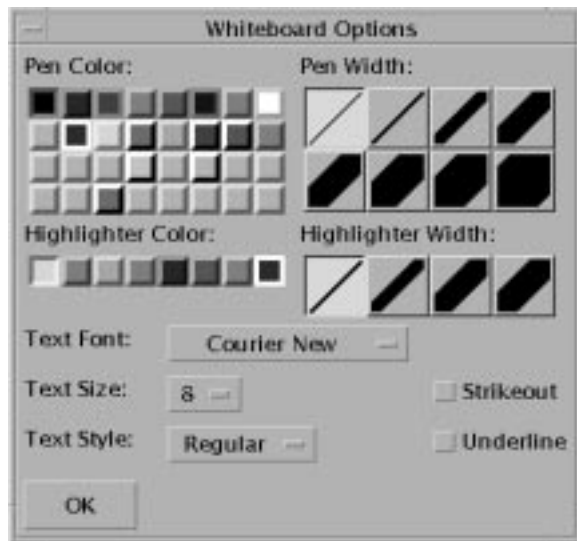 Whiteboard Options
Pen Color: Pen Width:
Highlighter Color: Highlighter Width:
Text Font: Courier New
Text Size: 8 Strikeout
Text Style: Regular Underline
OK